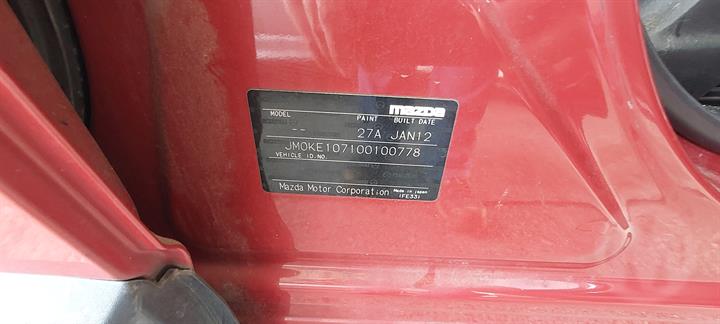 mazda
MODEL PAINT BUILT DATE
-- 27A JAN12
JM0KE107100100778
VEHICLE ID.NO.
Mazda Motor Corporation Made in Japan
(FE33)